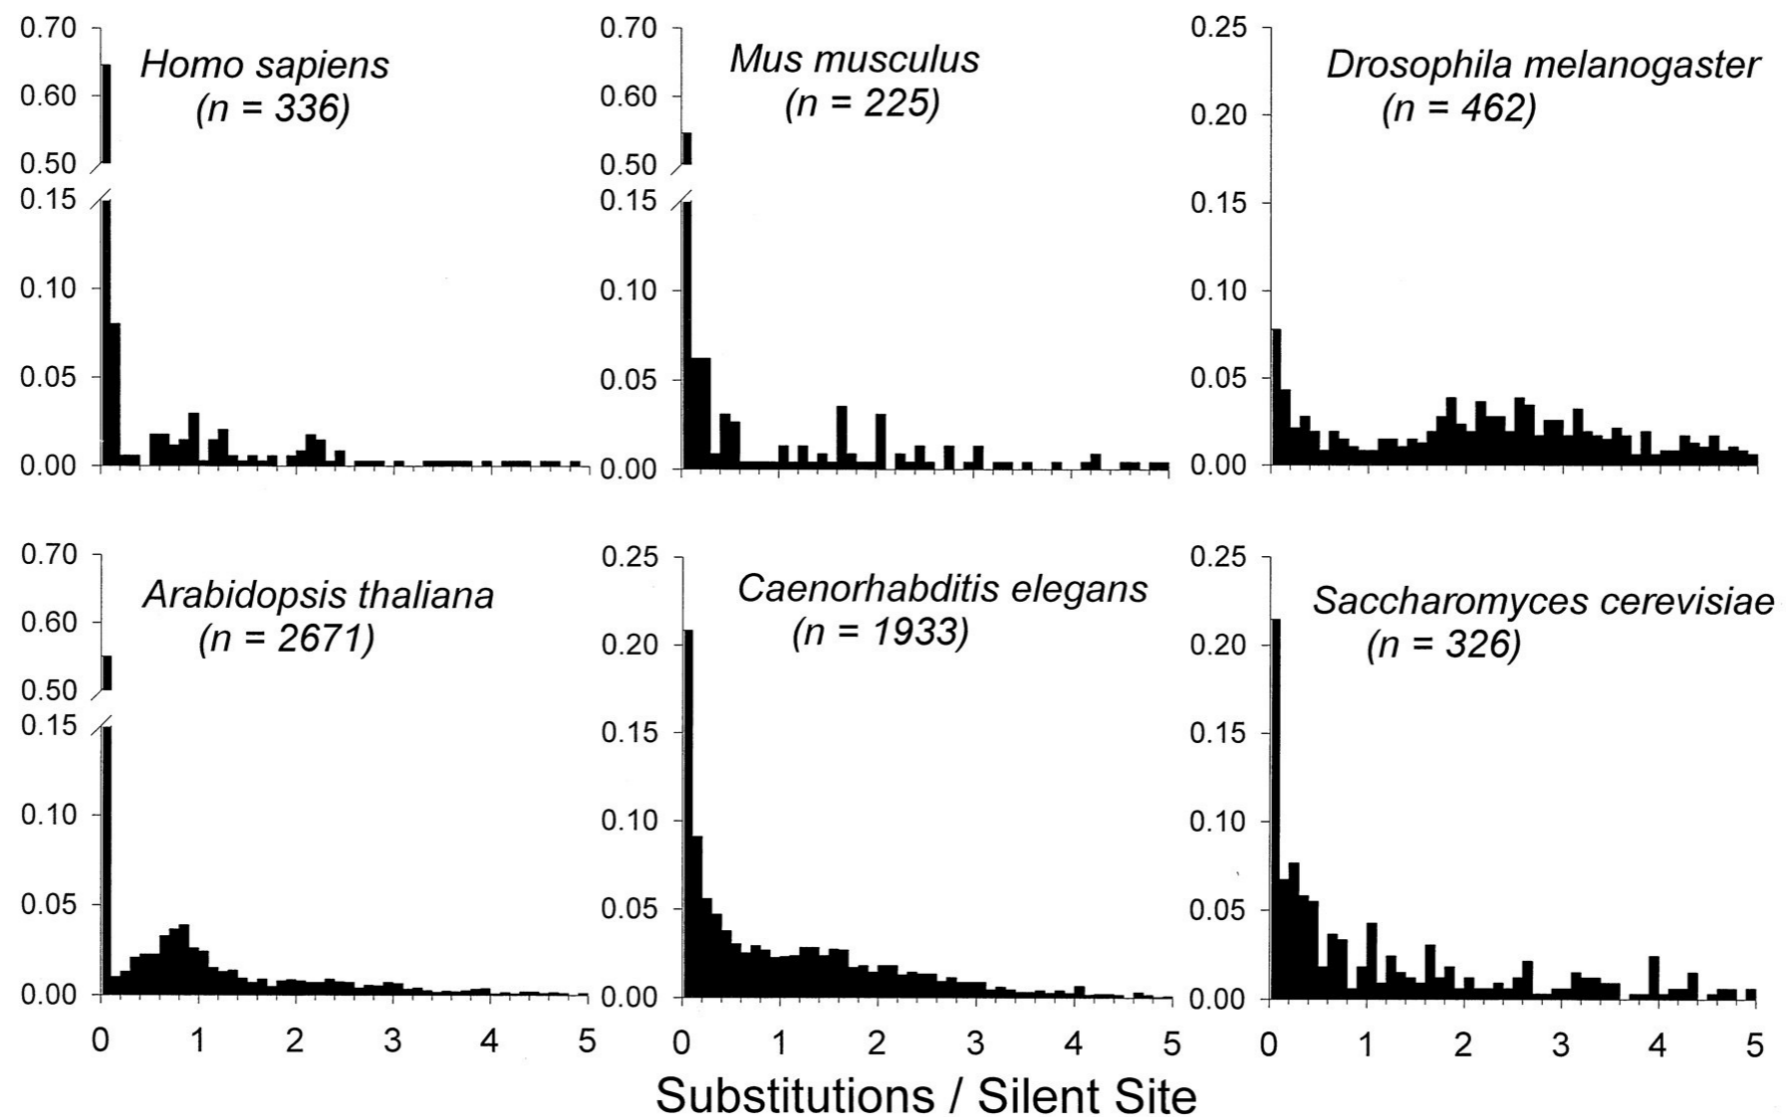 Homo sapiens
(n = 336)
0.70
0.60
0.50
0.15
0.10
0.05
0.00
Mus musculus
(n = 225)
0.70
0.60
0.50
0.15
0.10
0.05
0.00
Drosophila melanogaster
(n = 462)
0.25
0.20
0.15
0.10
0.05
0.00
Arabidopsis thaliana
(n = 2671)
0.70
0.60
0.50
0.15
0.10
0.05
0.00
0 1 2 3 4 5
Caenorhabditis elegans
(n = 1933)
0.25
0.20
0.15
0.10
0.05
0.00
0 1 2 3 4 5
Saccharomyces cerevisiae
(n = 326)
0.25
0.20
0.15
0.10
0.05
0.00
0 1 2 3 4 5
Substitutions / Silent Site